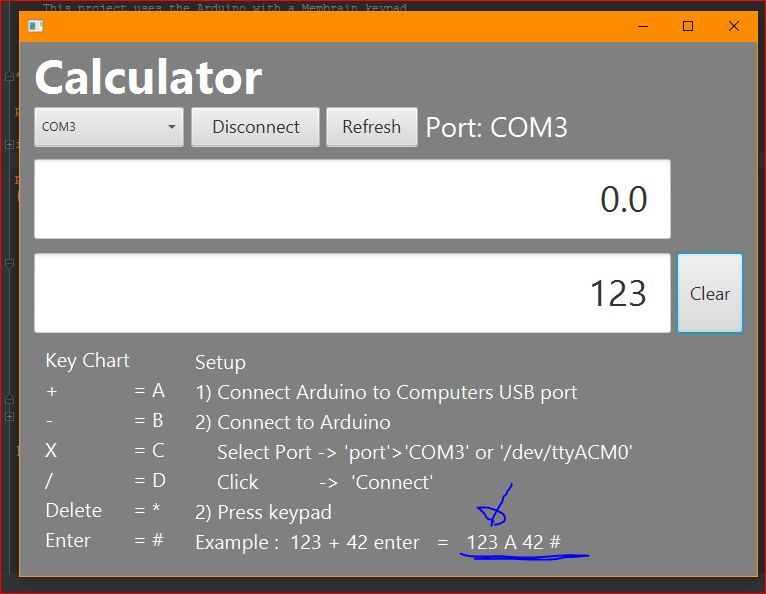 This project uses the Arduino with a Membrain keypad
Calculator
COM3 Disconnect Refresh Port: COM3
0.0
123 Clear
Key Chart
+ = A
- = B
X = C
/ = D
Delete = *
Enter = #
Setup
1) Connect Arduino to Computers USB port
2) Connect to Arduino
Select Port -> 'port'>'COM3' or '/dev/ttyACM0'
Click -> 'Connect'
2) Press keypad
Example : 123 + 42 enter = 123 A 42 #